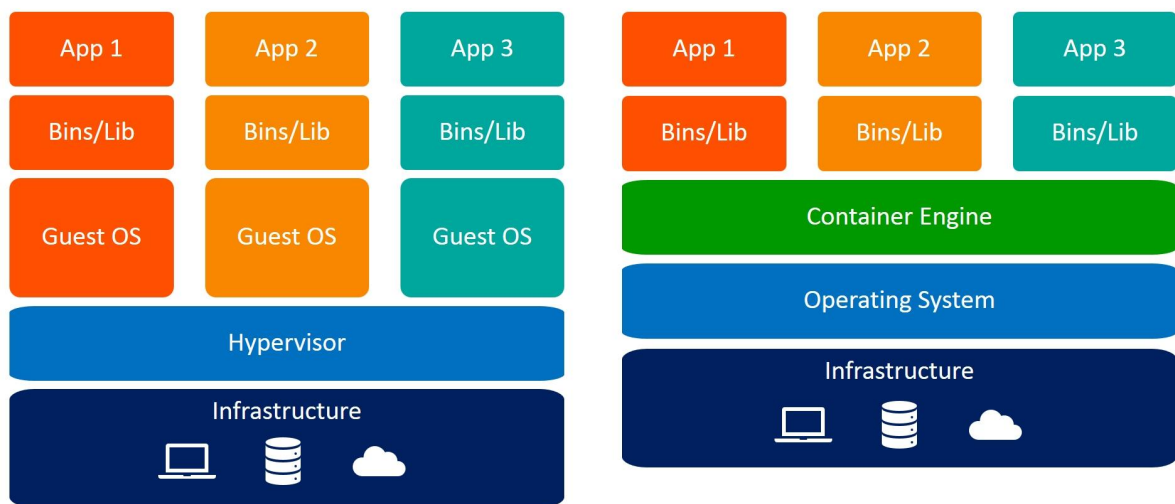 App 1
App 2
App 3
Bins/Lib
Bins/Lib
Bins/Lib
Guest OS
Guest OS
Guest OS
Hypervisor
Infrastructure
App 1
App 2
App 3
Bins/Lib
Bins/Lib
Bins/Lib
Container Engine
Operating System
Infrastructure